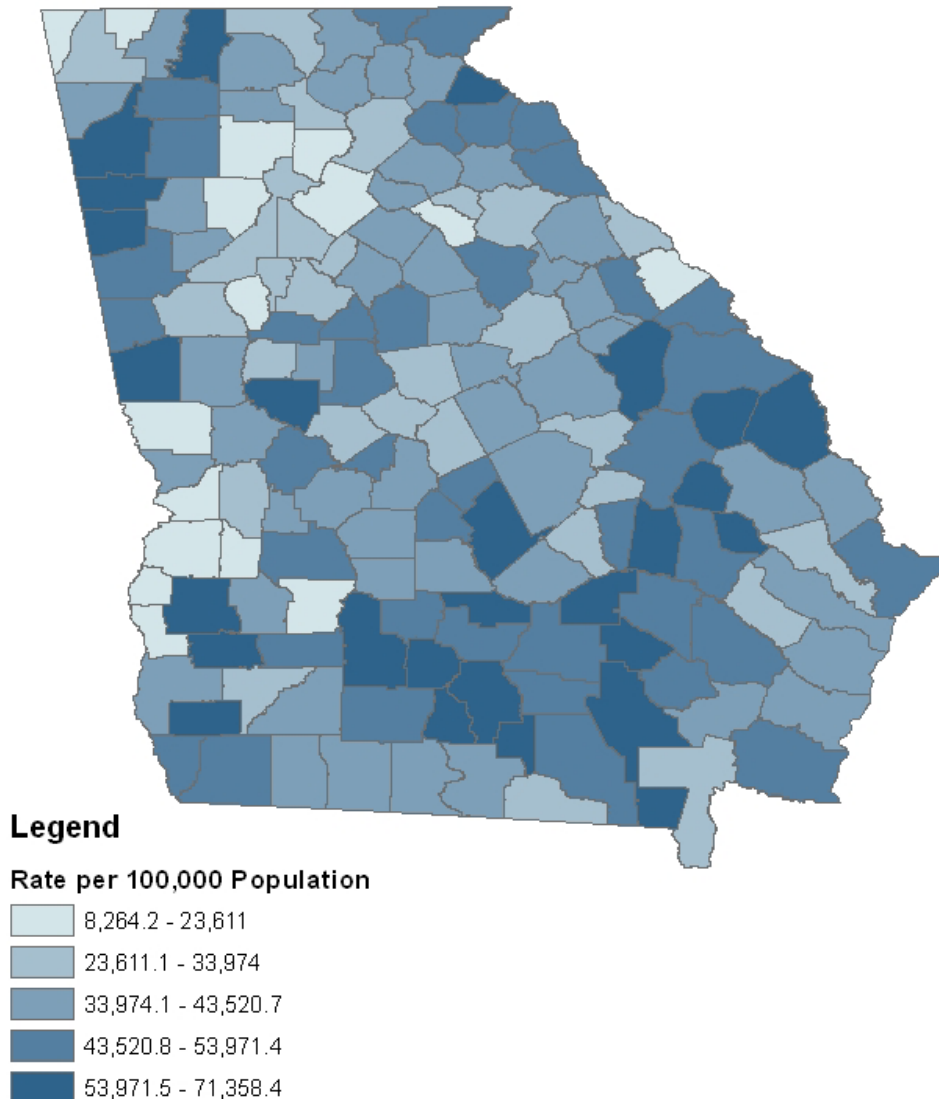 Legend
Rate per 100,000 Population
8,264.2 - 23,611
23,611.1 - 33,974
33,974.1 - 43,520.7
43,520.8 - 53,971.4
53,971.5 - 71,358.4